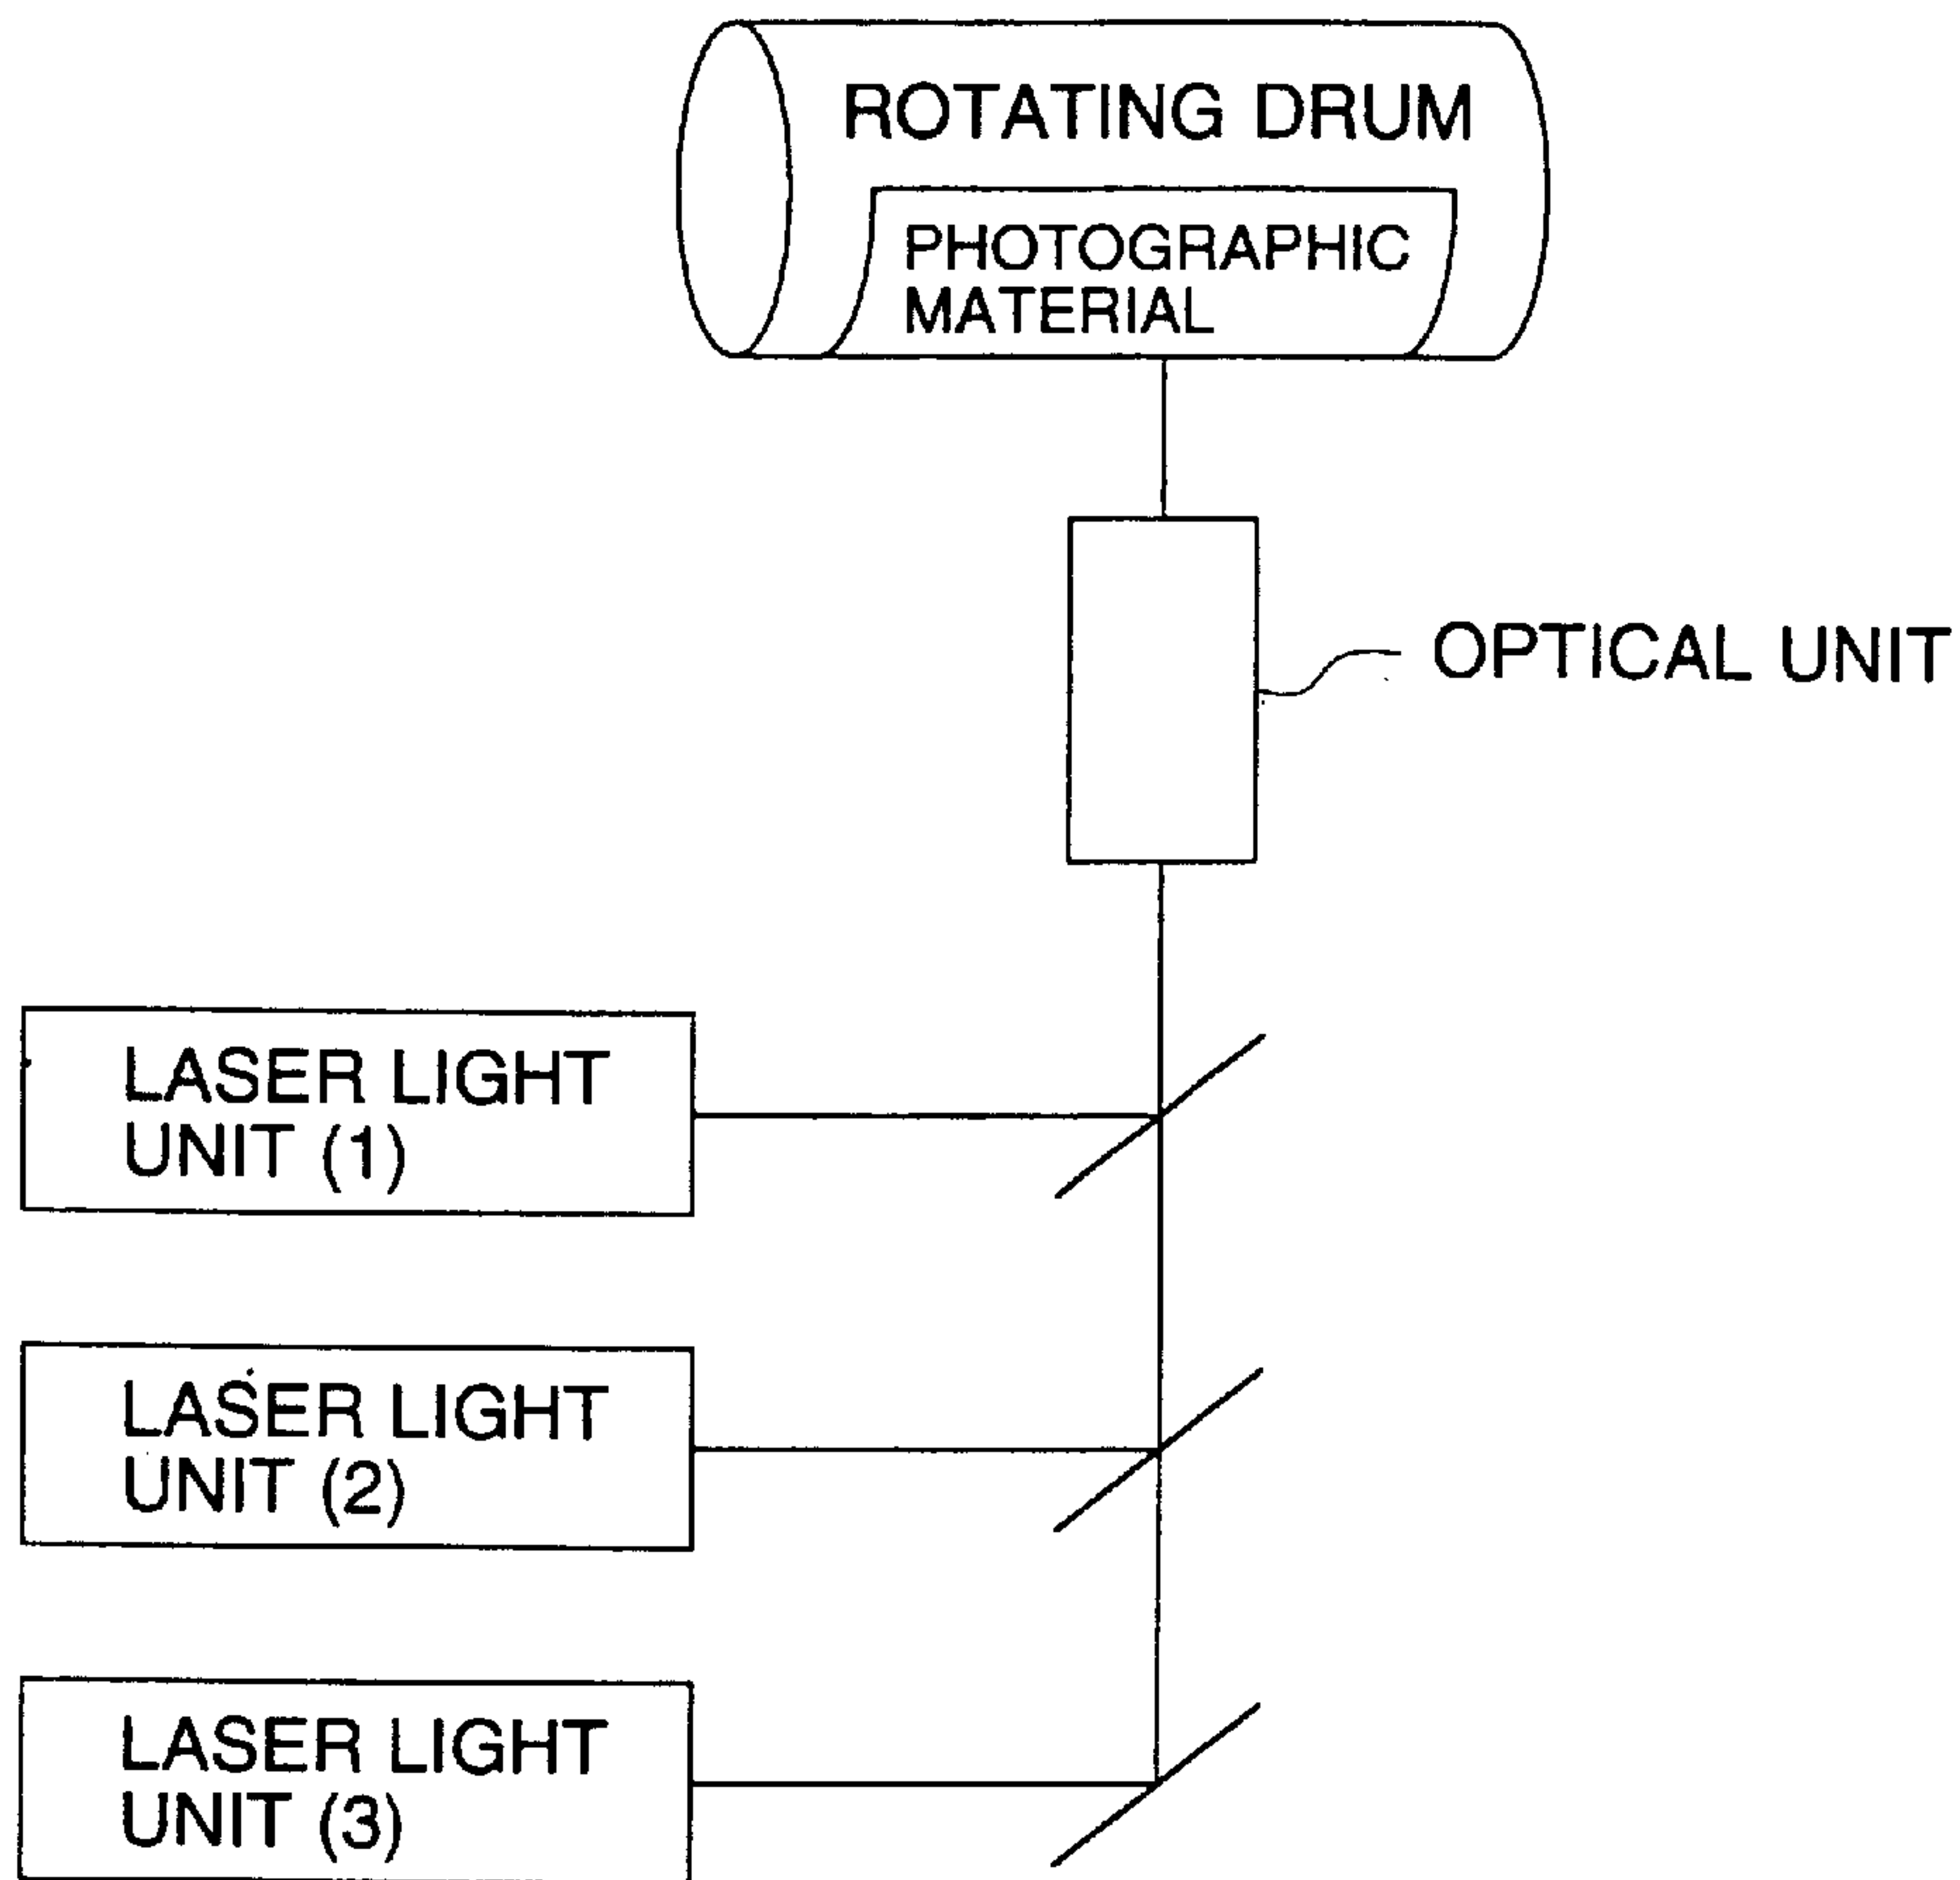 ROTATING DRUM
PHOTOGRAPHIC
MATERIAL
OPTICAL UNIT
LASER LIGHT
UNIT (1)
LASER LIGHT
UNIT (2)
LASER LIGHT
UNIT (3)